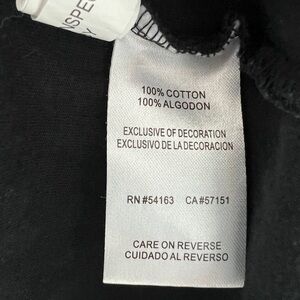 100% COTTON
100% ALGODON
EXCLUSIVE OF DECORATION
EXCLUSIVO DE LA DECORACION
RN #54163 CA#57151
CARE ON REVERSE
CUIDADO AL REVERSO